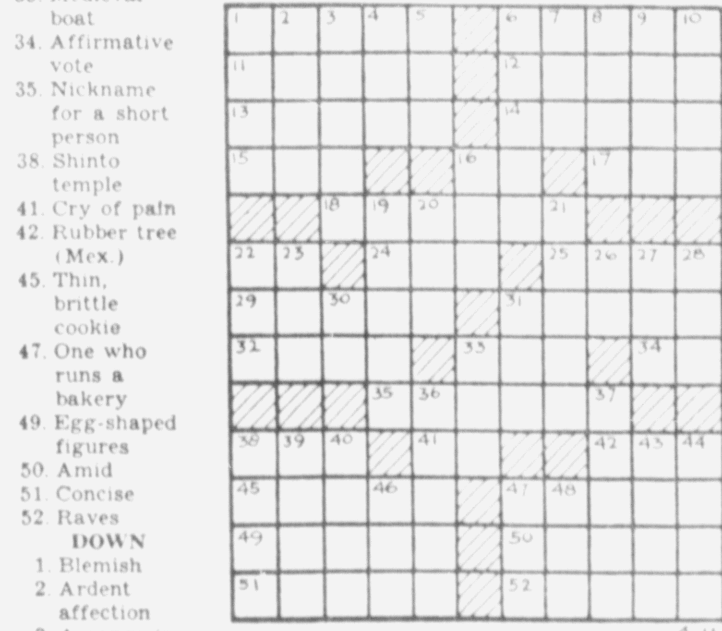 boat
34. Affirmative
vote
35. Nickname
for a short
person
38. Shinto
temple
41. Cry of pain
42. Rubber tree
(Mex.)
45. Thin,
brittle
cookie
47. One who
runs a
bakery
49. Egg-shaped
figures
50. Amid
51. Concise
52. Raves
DOWN
1. Blemish
2. Ardent
affection
1 2 3 4 5 6 7 8 9 10
11 12
13 14
15 16 17
18 19 20 21
22 23 24 25 26 27 28
29 30 31
32 33 34
35 36 37
38 39 40 41 42 43 44
45 46 47 48
49 50
51 52